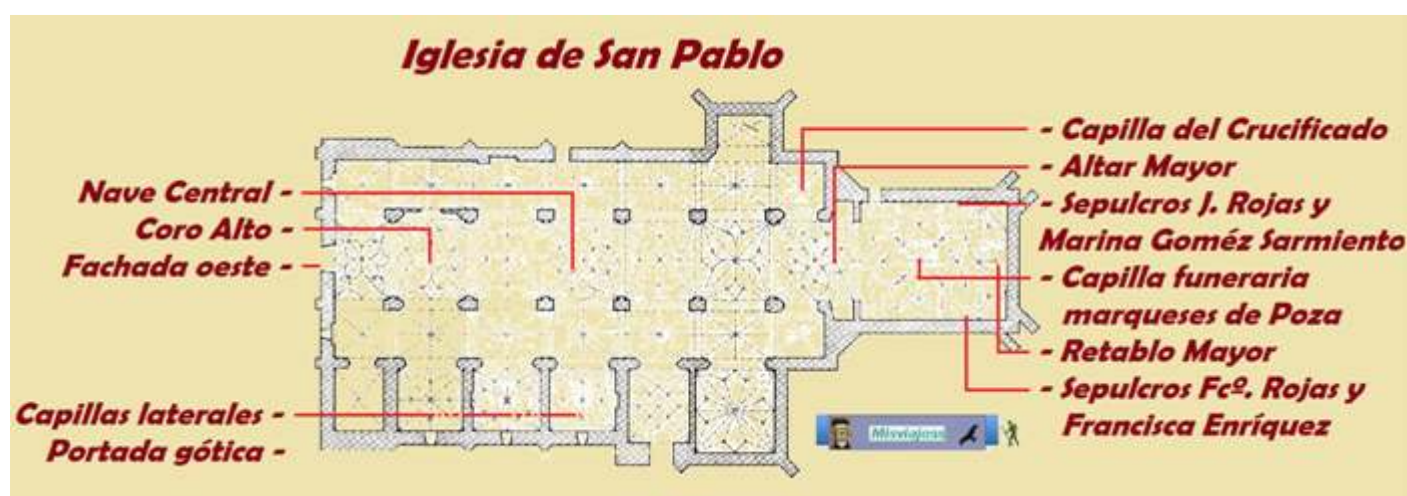 Iglesia de San Pablo
Nave Central -
Coro Alto -
Fachada oeste -
Capillas laterales -
Portada gótica -
- Capilla del Crucificado
- Altar Mayor
- Sepulcros J. Rojas y
Marina Goméz Sarmiento
- Capilla funeraria
marqueses de Poza
- Retablo Mayor
- Sepulcros Fcº. Rojas y
Francisca Enríquez
Misviajess